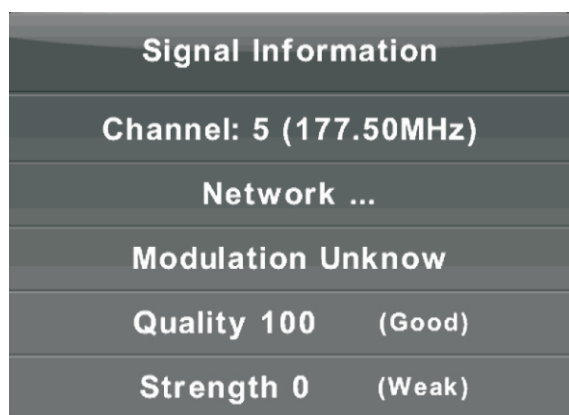 Signal Information
Channel: 5 (177.50MHz)
Network ...
Modulation Unknow
Quality 100 (Good)
Strength 0 (Weak)